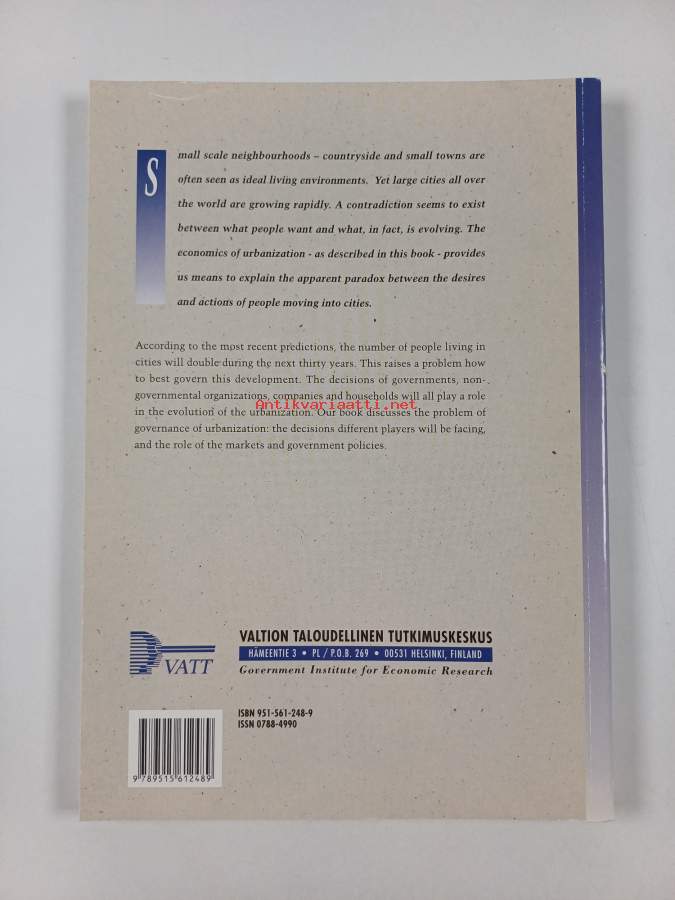 Small scale neighbourhoods – countryside and small towns are
often seen as ideal living environments. Yet large cities all over
the world are growing rapidly. A contradiction seems to exist
between what people want and what, in fact, is evolving. The
economics of urbanization - as described in this book - provides
us means to explain the apparent paradox between the desires
and actions of people moving into cities.
According to the most recent predictions, the number of people living in
cities will double during the next thirty years. This raises a problem how
to best govern this development. The decisions of governments, non-
governmental organizations, companies and households will all play a role
Antikvariaatti.net
in the evolution of the urbanization. Our book discusses the problem of
governance of urbanization: the decisions different players will be facing,
and the role of the markets and government policies.
VATT
VALTION TALOUDELLINEN TUTKIMUSKESKUS
HÄMEENTIE 3 • PL / P.O.B. 269 • 00531 HELSINKI, FINLAND
Government Institute for Economic Research
ISBN 951-561-248-9
ISSN 0788-4990
9 789515 612489